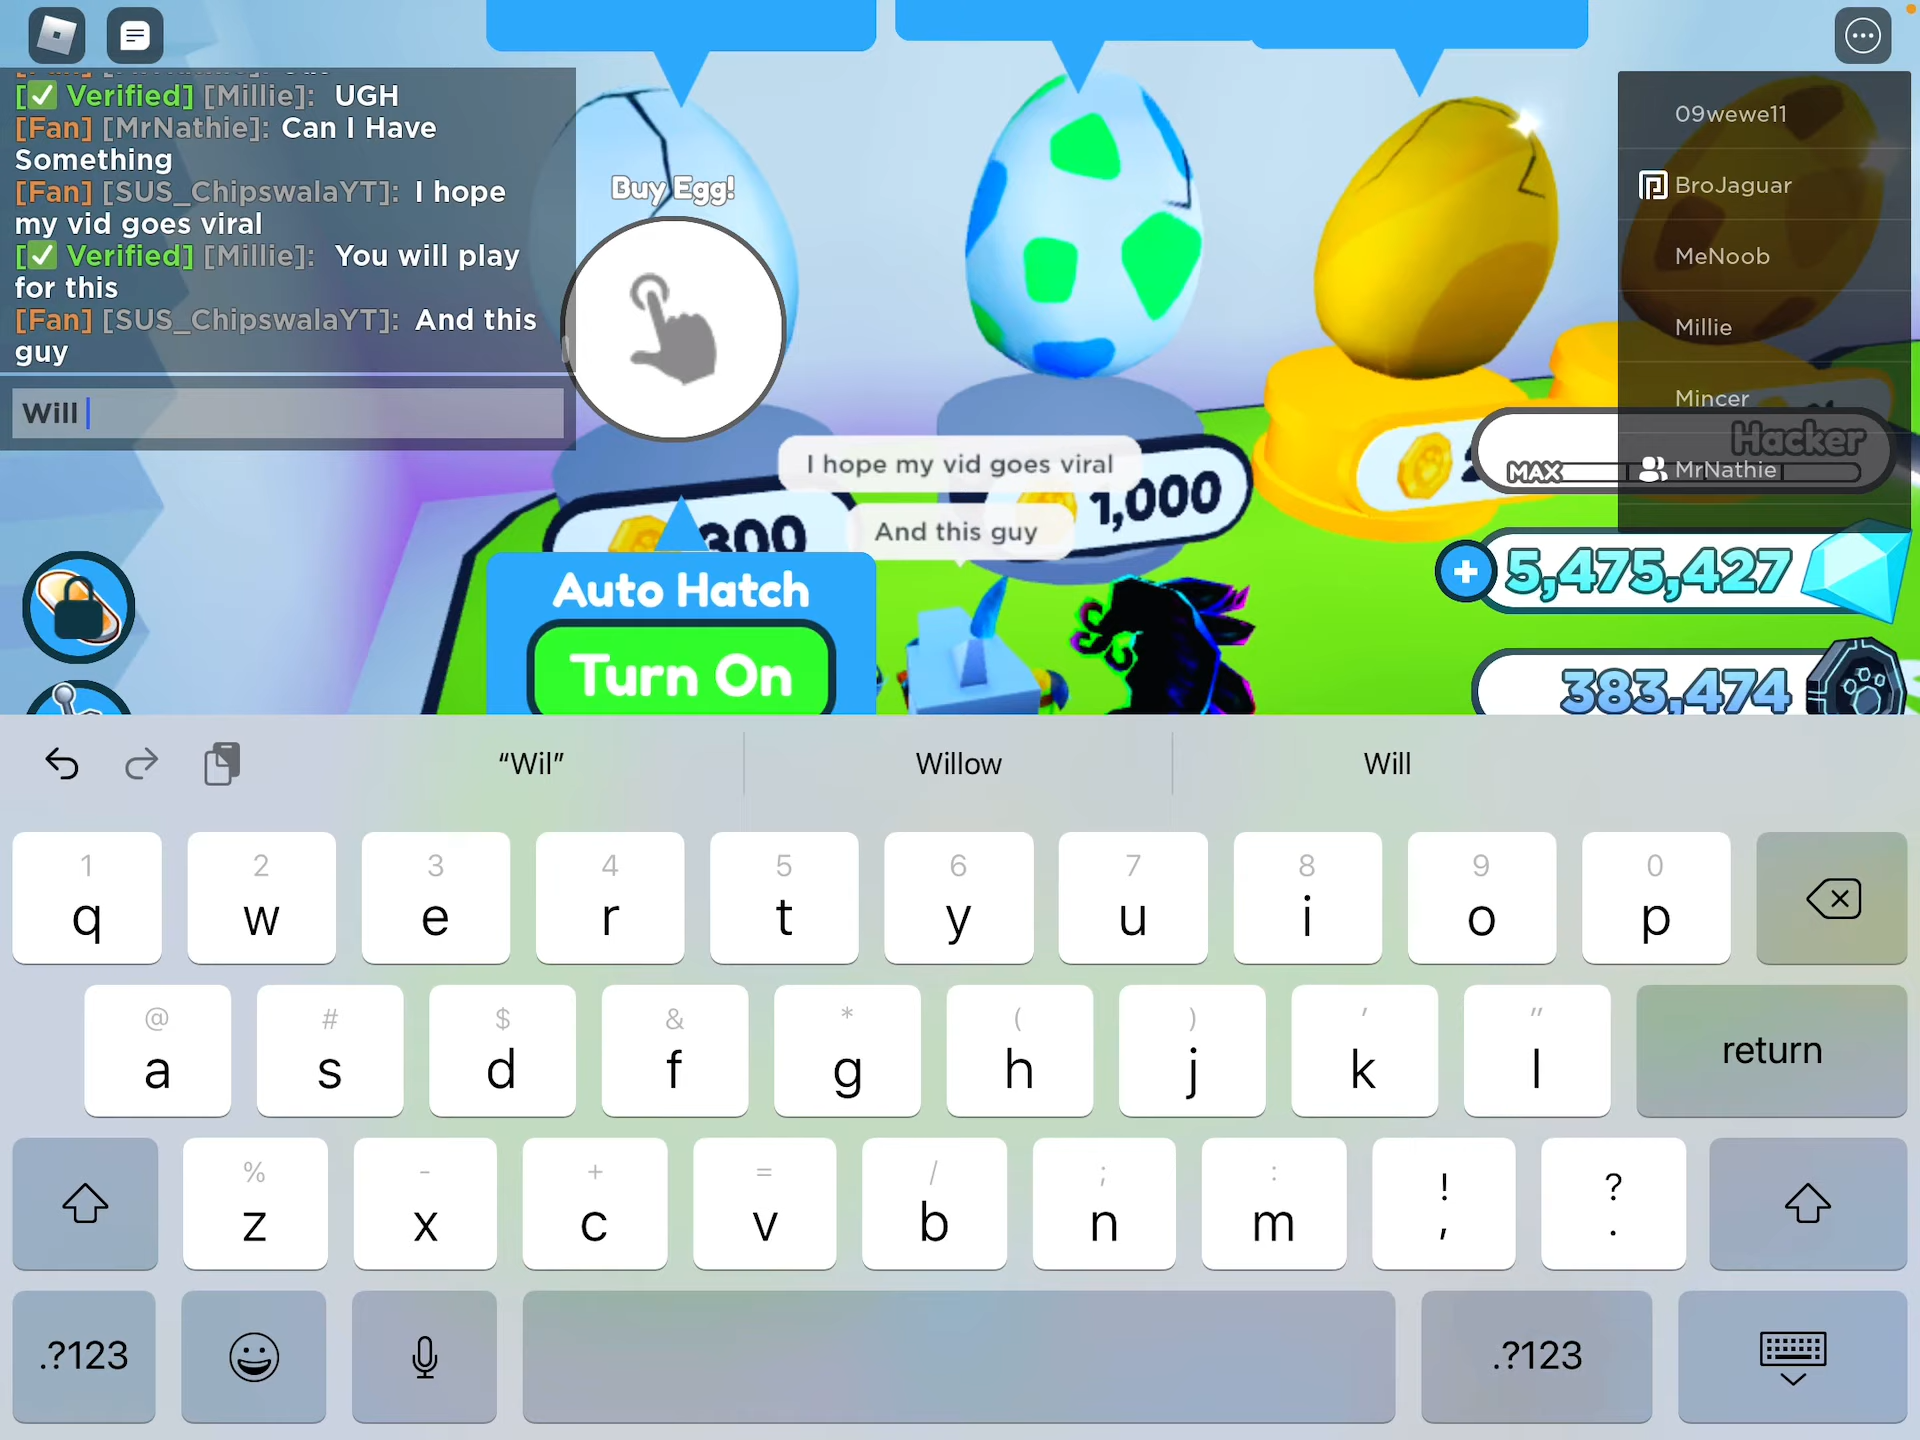 [✅ Verified] [Millie]: UGH
[Fan] [MrNathie]: Can I Have
Something
[Fan] [SUS_ChipswalaYT]: I hope
my vid goes viral
[✅ Verified] [Millie]: You will play
for this
[Fan] [SUS_ChipswalaYT]: And this
guy
Will
Buy Egg!
09wewe11
BroJaguar
MeNoob
Millie
Mincer
Hacker
MAX
MrNathie
I hope my vid goes viral
1,000
And this guy
300
5,475,427
383,474
Auto Hatch
Turn On
“Wil” Willow Will
1 2 3 4 5 6 7 8 9 0
q w e r t y u i o p
@ # $ & * ( ) ' "
a s d f g h j k l return
% - + = / ; : ! ?
z x c v b n m , .
.?123 .?123